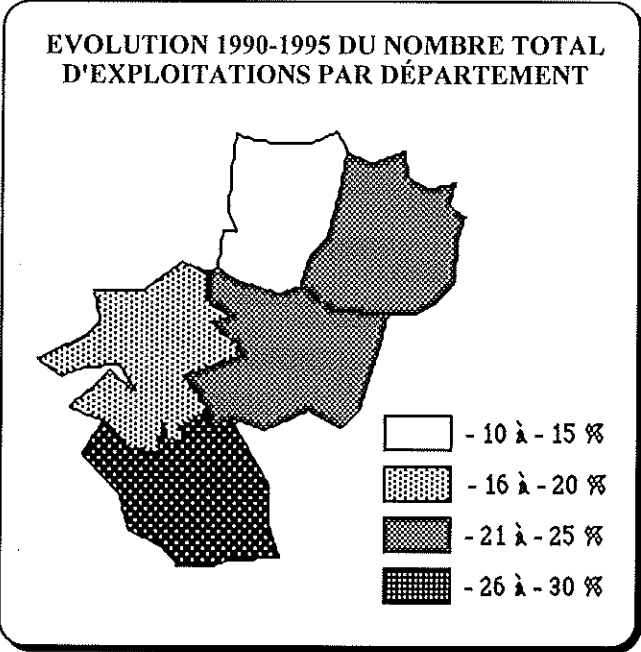 EVOLUTION 1990-1995 DU NOMBRE TOTAL
D'EXPLOITATIONS PAR DÉPARTEMENT
- 10 à - 15 %
- 16 à - 20 %
- 21 à - 25 %
- 26 à - 30 %